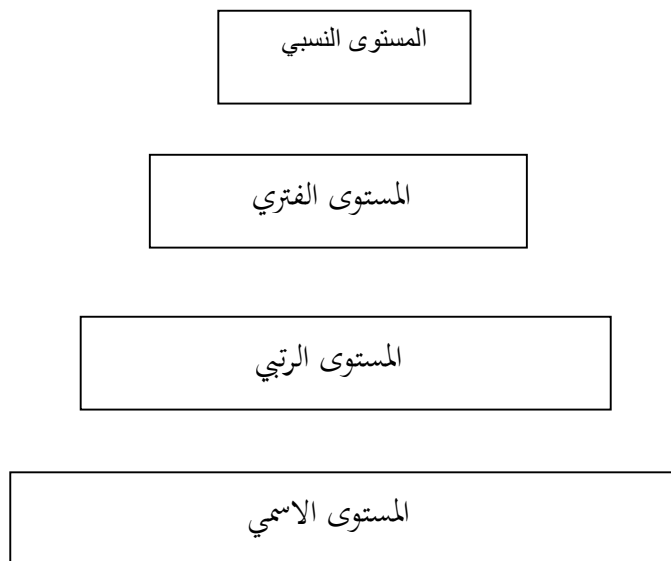 المستوى النسبي
المستوى الفتري
المستوى الرتبي
المستوى الاسمي